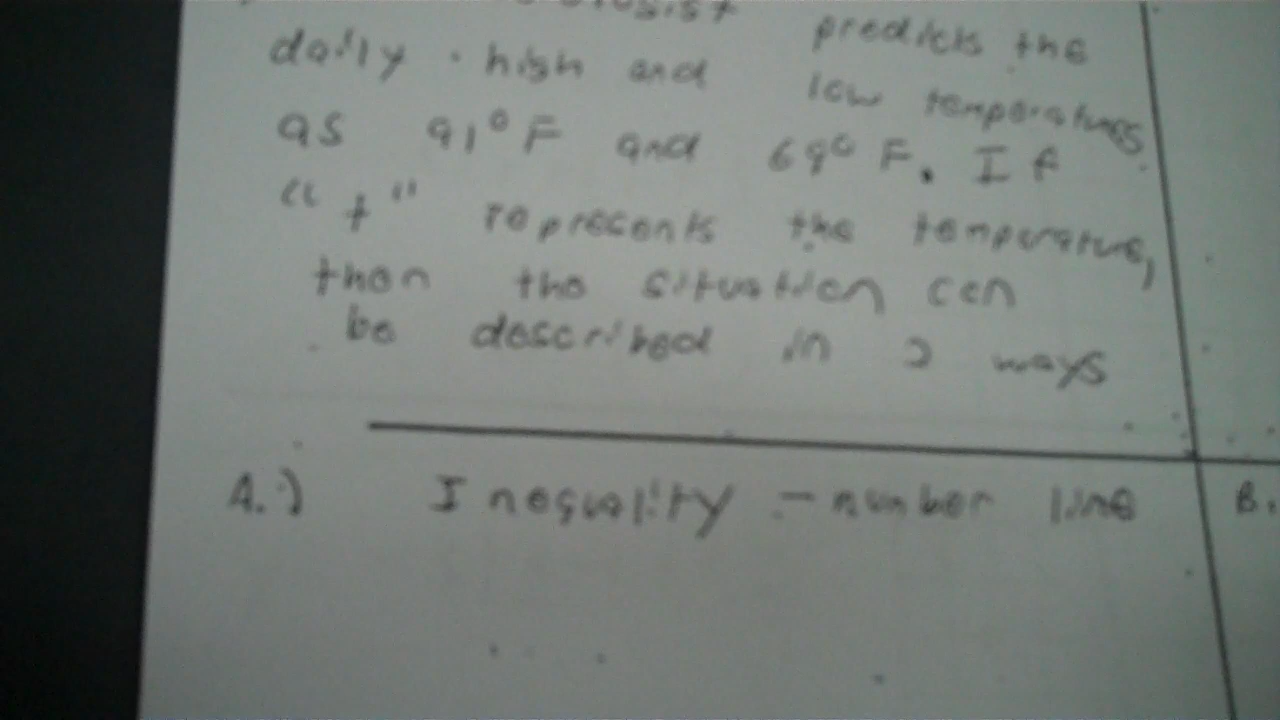 predicts the
daily . high and low temperatures
as 91°F and 69° F. If
"t" represents the temperature,
then the situation can
be described in 2 ways
A.) Inequality - number line
B.